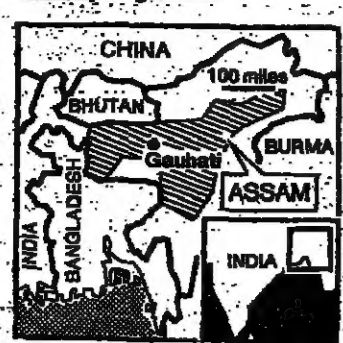 CHINA
100 miles
BHUTAN
BURMA
Gauhati
ASSAM
INDIA
BANGLADESH
INDIA